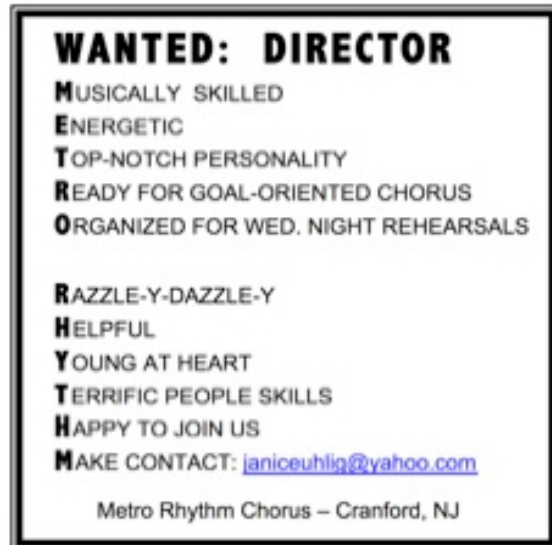 WANTED: DIRECTOR
MUSICALLY SKILLED
ENERGETIC
TOP-NOTCH PERSONALITY
READY FOR GOAL-ORIENTED CHORUS
ORGANIZED FOR WED. NIGHT REHEARSALS
RAZZLE-Y-DAZZLE-Y
HELPFUL
YOUNG AT HEART
TERRIFIC PEOPLE SKILLS
HAPPY TO JOIN US
MAKE CONTACT: janiceuhlig@yahoo.com
Metro Rhythm Chorus – Cranford, NJ